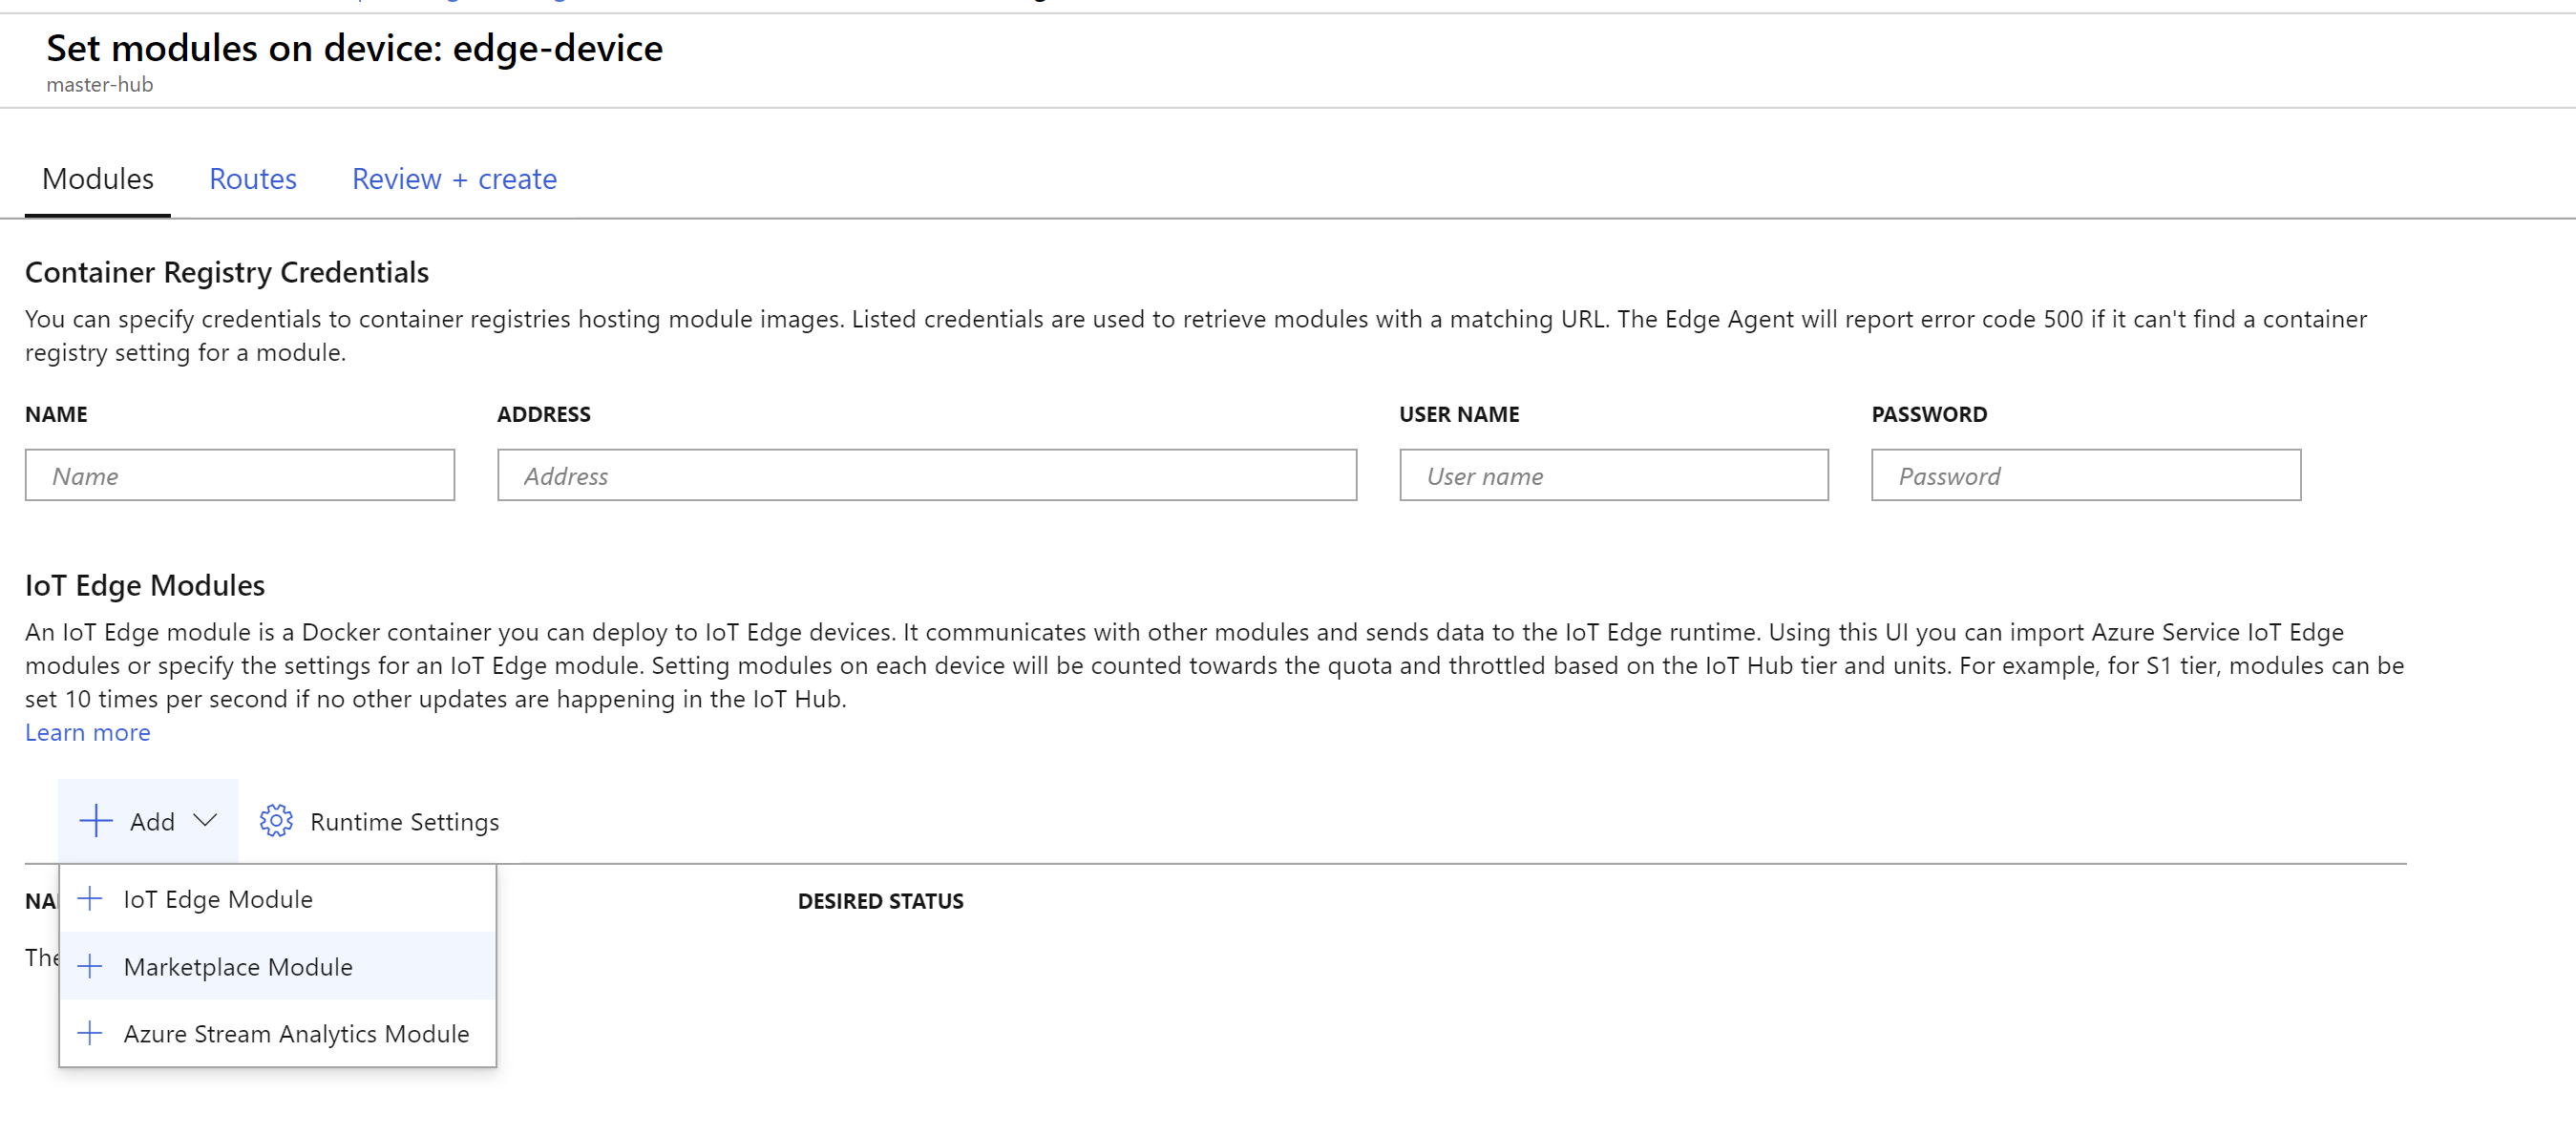 Set modules on device: edge-device
master-hub
Modules
Routes
Review + create
Container Registry Credentials
You can specify credentials to container registries hosting module images. Listed credentials are used to retrieve modules with a matching URL. The Edge Agent will report error code 500 if it can't find a container
registry setting for a module.
NAME
ADDRESS
USER NAME
PASSWORD
Name
Address
User name
Password
IoT Edge Modules
An IoT Edge module is a Docker container you can deploy to IoT Edge devices. It communicates with other modules and sends data to the IoT Edge runtime. Using this UI you can import Azure Service IoT Edge
modules or specify the settings for an IoT Edge module. Setting modules on each device will be counted towards the quota and throttled based on the IoT Hub tier and units. For example, for S1 tier, modules can be
set 10 times per second if no other updates are happening in the IoT Hub.
Learn more
Add
Runtime Settings
IoT Edge Module
DESIRED STATUS
Marketplace Module
Azure Stream Analytics Module